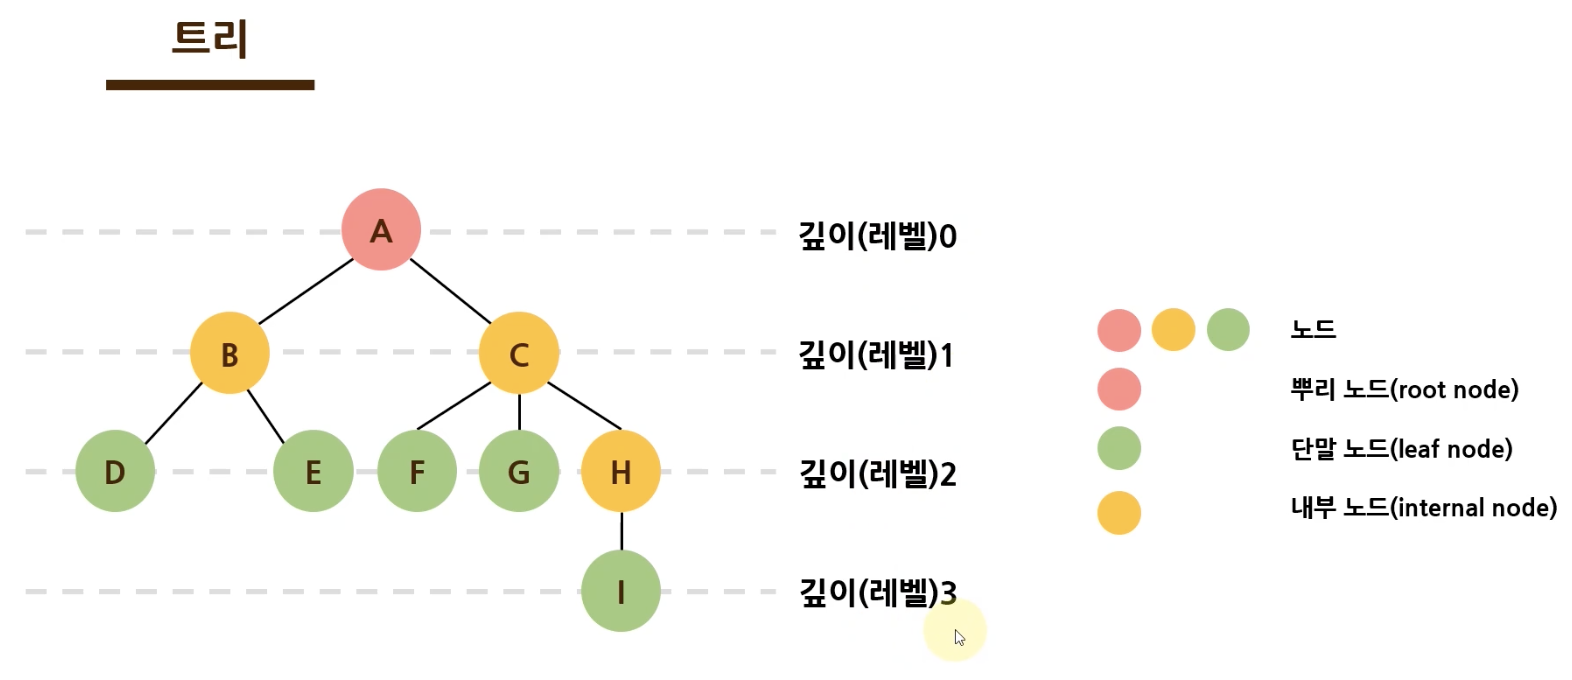 트리
A
깊이(레벨)0
B
C
깊이(레벨)1
D
E
F
G
H
깊이(레벨)2
I
깊이(레벨)3
노드
뿌리 노드(root node)
단말 노드(leaf node)
내부 노드(internal node)